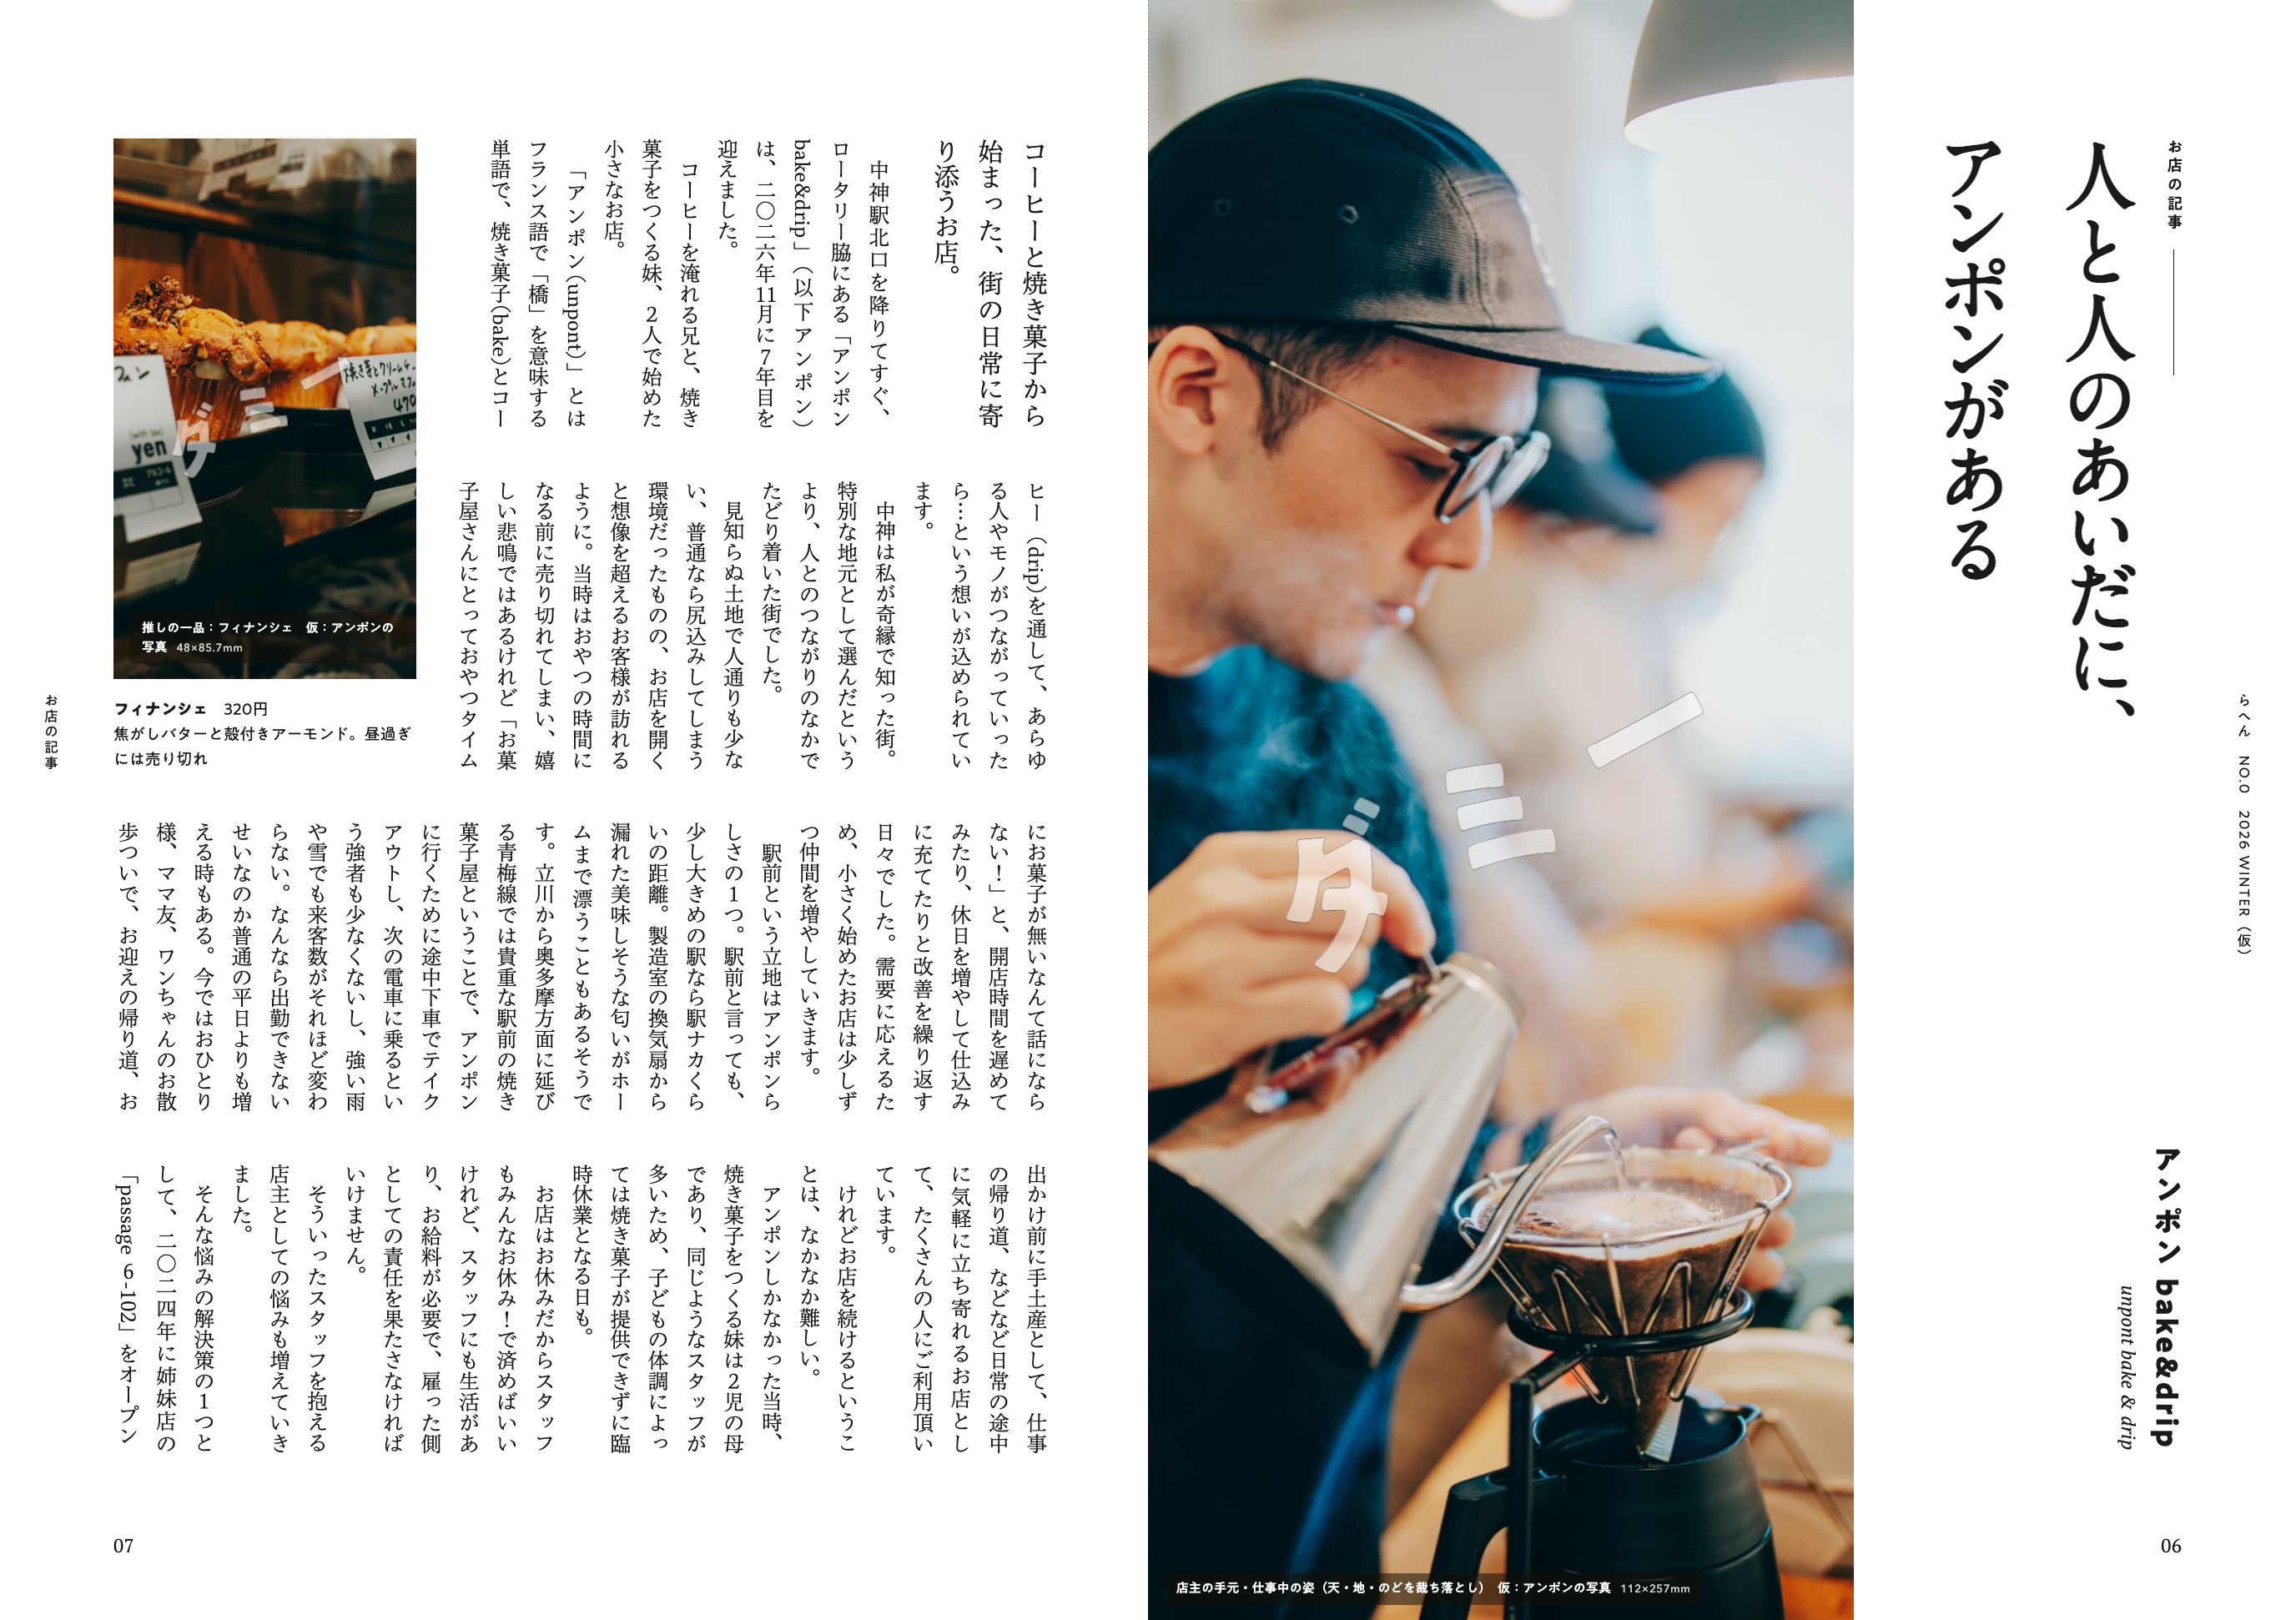 らへん NO.0 2026 WINTER（仮）
お店の記事
人と人のあいだに、
アンポンがある
アンポン bake&drip
unpont bake & drip
06
ダミー
店主の手元・仕事中の姿（天・地・のどを裁ち落とし） 仮：アンポンの写真 112×257mm
コーヒーと焼き菓子から
始まった、街の日常に寄
り添うお店。
中神駅北口を降りてすぐ、
ロータリー脇にある「アンポン
bake&drip」（以下アンポン）
は、二〇二六年11月に7年目を
迎えました。
コーヒーを淹れる兄と、焼き
菓子をつくる妹、2人で始めた
小さなお店。
「アンポン(unpont)」とは
フランス語で「橋」を意味する
単語で、焼き菓子(bake)とコー
ヒー（drip)を通して、あらゆ
る人やモノがつながっていった
ら…という想いが込められてい
ます。
中神は私が奇縁で知った街。
特別な地元として選んだという
より、人とのつながりのなかで
たどり着いた街でした。
見知らぬ土地で人通りも少な
い、普通なら尻込みしてしまう
環境だったものの、お店を開く
と想像を超えるお客様が訪れる
ように。当時はおやつの時間に
なる前に売り切れてしまい、嬉
しい悲鳴ではあるけれど「お菓
子屋さんにとっておやつタイム
にお菓子が無いなんて話になら
ない！」と、開店時間を遅めて
みたり、休日を増やして仕込み
に充てたりと改善を繰り返す
日々でした。需要に応えるた
め、小さく始めたお店は少しず
つ仲間を増やしていきます。
駅前という立地はアンポンら
しさの1つ。駅前と言っても、
少し大きめの駅なら駅ナカくら
いの距離。製造室の換気扇から
漏れた美味しそうな匂いがホー
ムまで漂うこともあるそうで
す。立川から奥多摩方面に延び
る青梅線では貴重な駅前の焼き
菓子屋ということで、アンポン
に行くために途中下車でテイク
アウトし、次の電車に乗るとい
う強者も少なくないし、強い雨
や雪でも来客数がそれほど変わ
らない。なんなら出勤できない
せいなのか普通の平日よりも増
える時もある。今ではおひとり
様、ママ友、ワンちゃんのお散
歩ついで、お迎えの帰り道、お
出かけ前に手土産として、仕事
の帰り道、などなど日常の途中
に気軽に立ち寄れるお店とし
て、たくさんの人にご利用頂い
ています。
けれどお店を続けるというこ
とは、なかなか難しい。
アンポンしかなかった当時、
焼き菓子をつくる妹は2児の母
であり、同じようなスタッフが
多いため、子どもの体調によっ
ては焼き菓子が提供できずに臨
時休業となる日も。
お店はお休みだからスタッフ
もみんなお休み！で済めばいい
けれど、スタッフにも生活があ
り、お給料が必要で、雇った側
としての責任を果たさなければ
いけません。
そういったスタッフを抱える
店主としての悩みも増えていき
ました。
そんな悩みの解決策の1つと
して、二〇二四年に姉妹店の
「passage 6-102」をオープン
yen
焼き芋とクリームチー
470
ダミー
推しの一品：フィナンシェ 仮：アンポンの
写真 48×85.7mm
フィナンシェ 320円
焦がしバターと殻付きアーモンド。昼過ぎ
には売り切れ
お店の記事
07